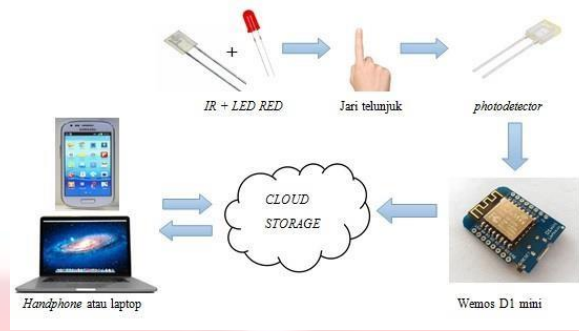 IR + LED RED
Jari telunjuk
photodetector
CLOUD
STORAGE
Handphone atau laptop
Wemos D1 mini